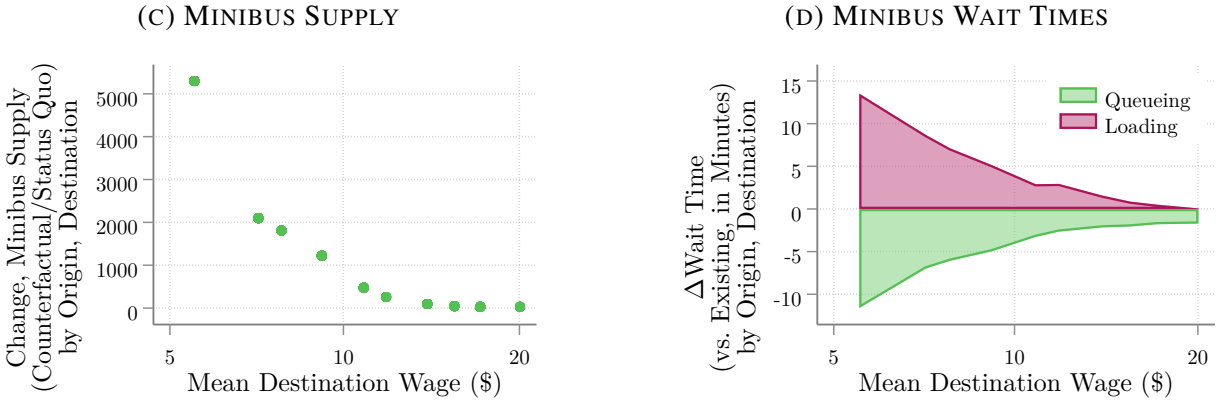 (C) MINIBUS SUPPLY
Change, Minibus Supply
(Counterfactual/Status Quo)
by Origin, Destination
5000
4000
3000
2000
1000
0
5
10
20
Mean Destination Wage ($)
(D) MINIBUS WAIT TIMES
ΔWait Time
(vs. Existing, in Minutes)
by Origin, Destination
15
10
5
0
-5
-10
Queueing
Loading
5
10
20
Mean Destination Wage ($)